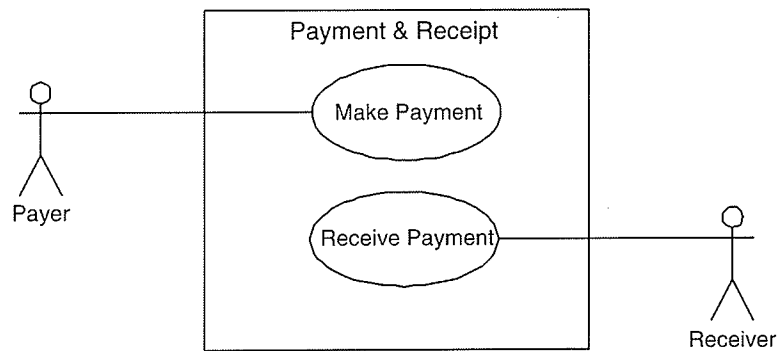 Payment & Receipt
Make Payment
Payer
Receive Payment
Receiver